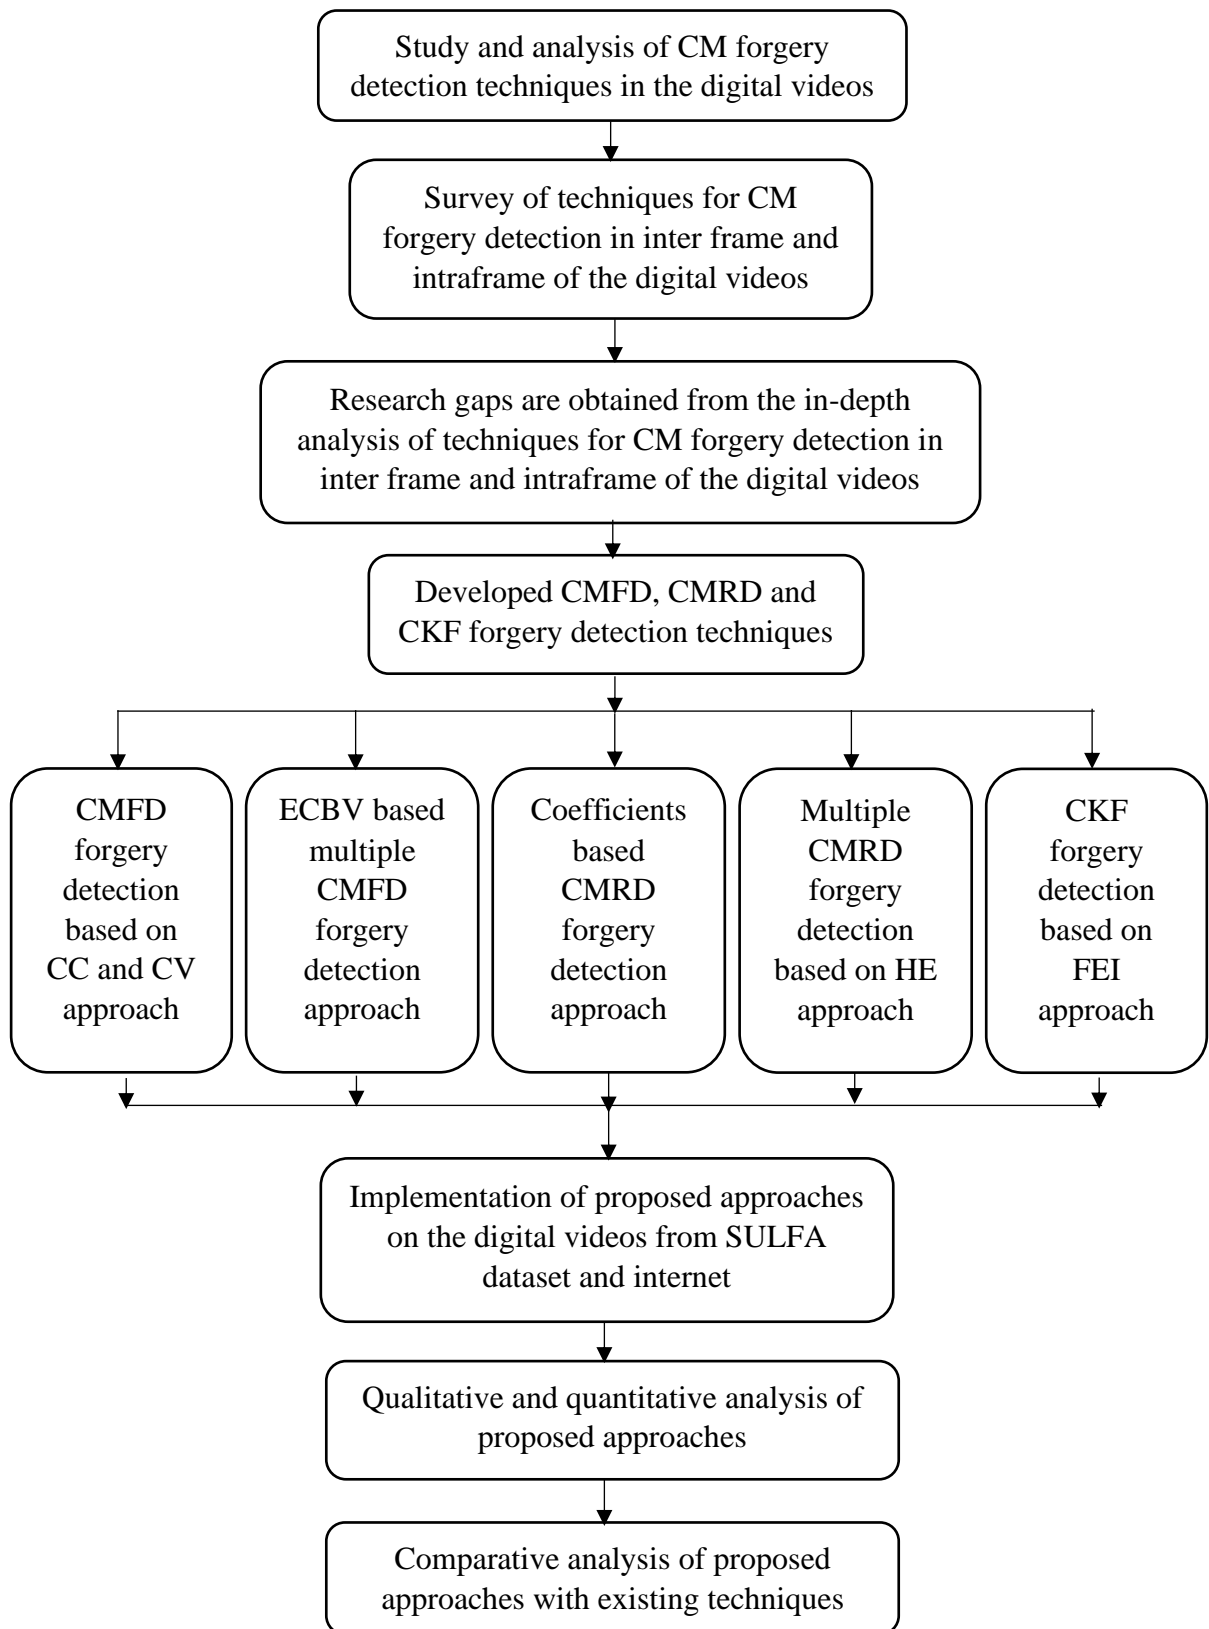 Study and analysis of CM forgery
detection techniques in the digital videos
Survey of techniques for CM
forgery detection in inter frame and
intraframe of the digital videos
Research gaps are obtained from the in-depth
analysis of techniques for CM forgery detection in
inter frame and intraframe of the digital videos
Developed CMFD, CMRD and
CKF forgery detection techniques
CMFD
forgery
detection
based on
CC and CV
approach
ECBV based
multiple
CMFD
forgery
detection
approach
Coefficients
based
CMRD
forgery
detection
approach
Multiple
CMRD
forgery
detection
based on HE
approach
CKF
forgery
detection
based on
FEI
approach
Implementation of proposed approaches
on the digital videos from SULFA
dataset and internet
Qualitative and quantitative analysis of
proposed approaches
Comparative analysis of proposed
approaches with existing techniques